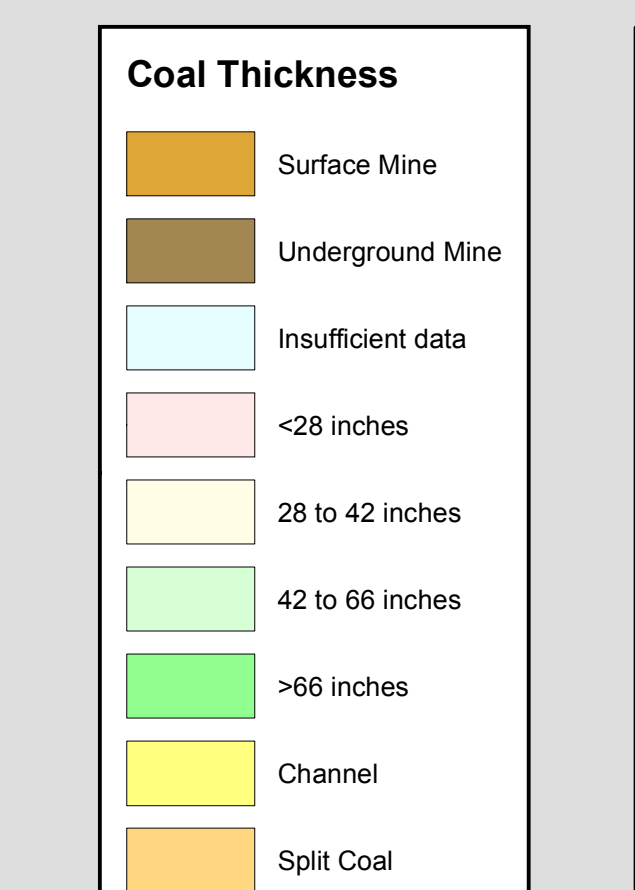 Coal Thickness
Surface Mine
Underground Mine
Insufficient data
<28 inches
28 to 42 inches
42 to 66 inches
>66 inches
Channel
Split Coal